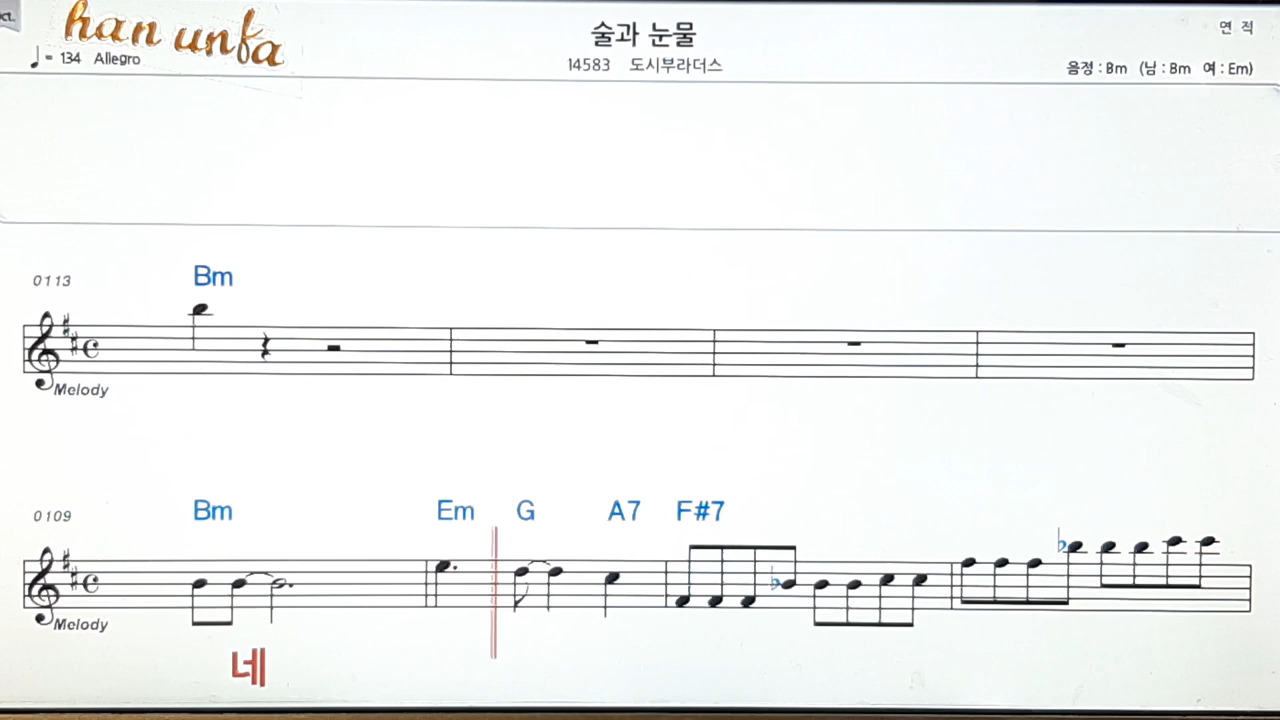 han unfa
술과 눈물
연 적
♩= 134 Allegro
14583 도시부라더스
음정 : Bm (남 : Bm 여 : Em)
0113
Bm
Melody
0109
Bm Em G A7 F#7
Melody
네